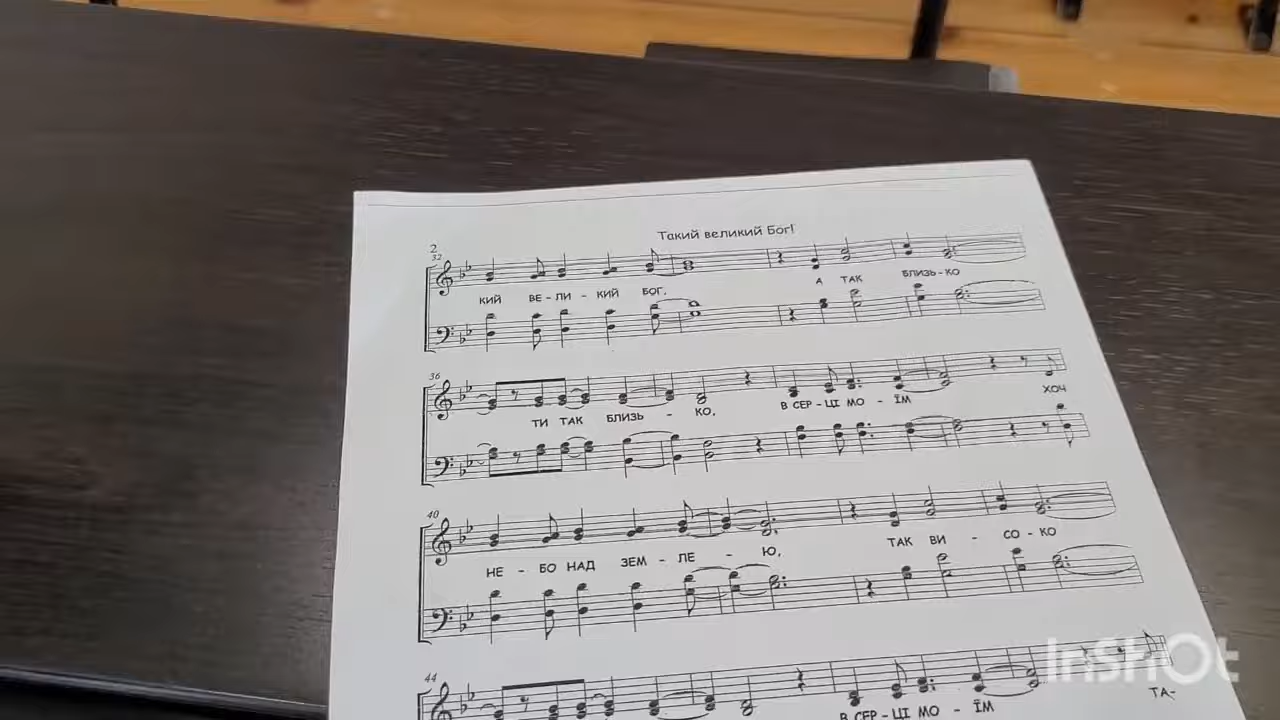 Такий великий Бог!
2
32
КИЙ ВЕ - ЛИ - КИЙ БОГ, А ТАК БЛИЗЬ - КО
36
ТИ ТАК БЛИЗЬ - КО, В СЕР - ЦІ МО - ЇМ ХОЧ
40
НЕ - БО НАД ЗЕМ - ЛЕ - Ю, ТАК ВИ - СО - КО
44
В СЕР - ЦІ МО - ЇМ ТА-
InShOt